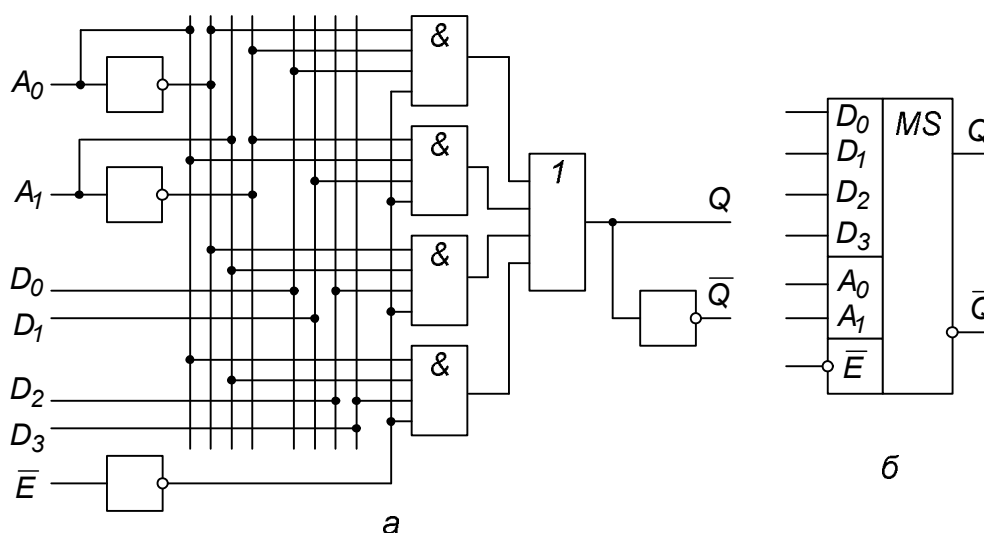 A₀
A₁
D₀
D₁
D₂
D₃
E̅
&
&
&
&
1
Q
Q̅
а
D₀
D₁
D₂
D₃
A₀
A₁
E̅
MS
Q
Q̅
б